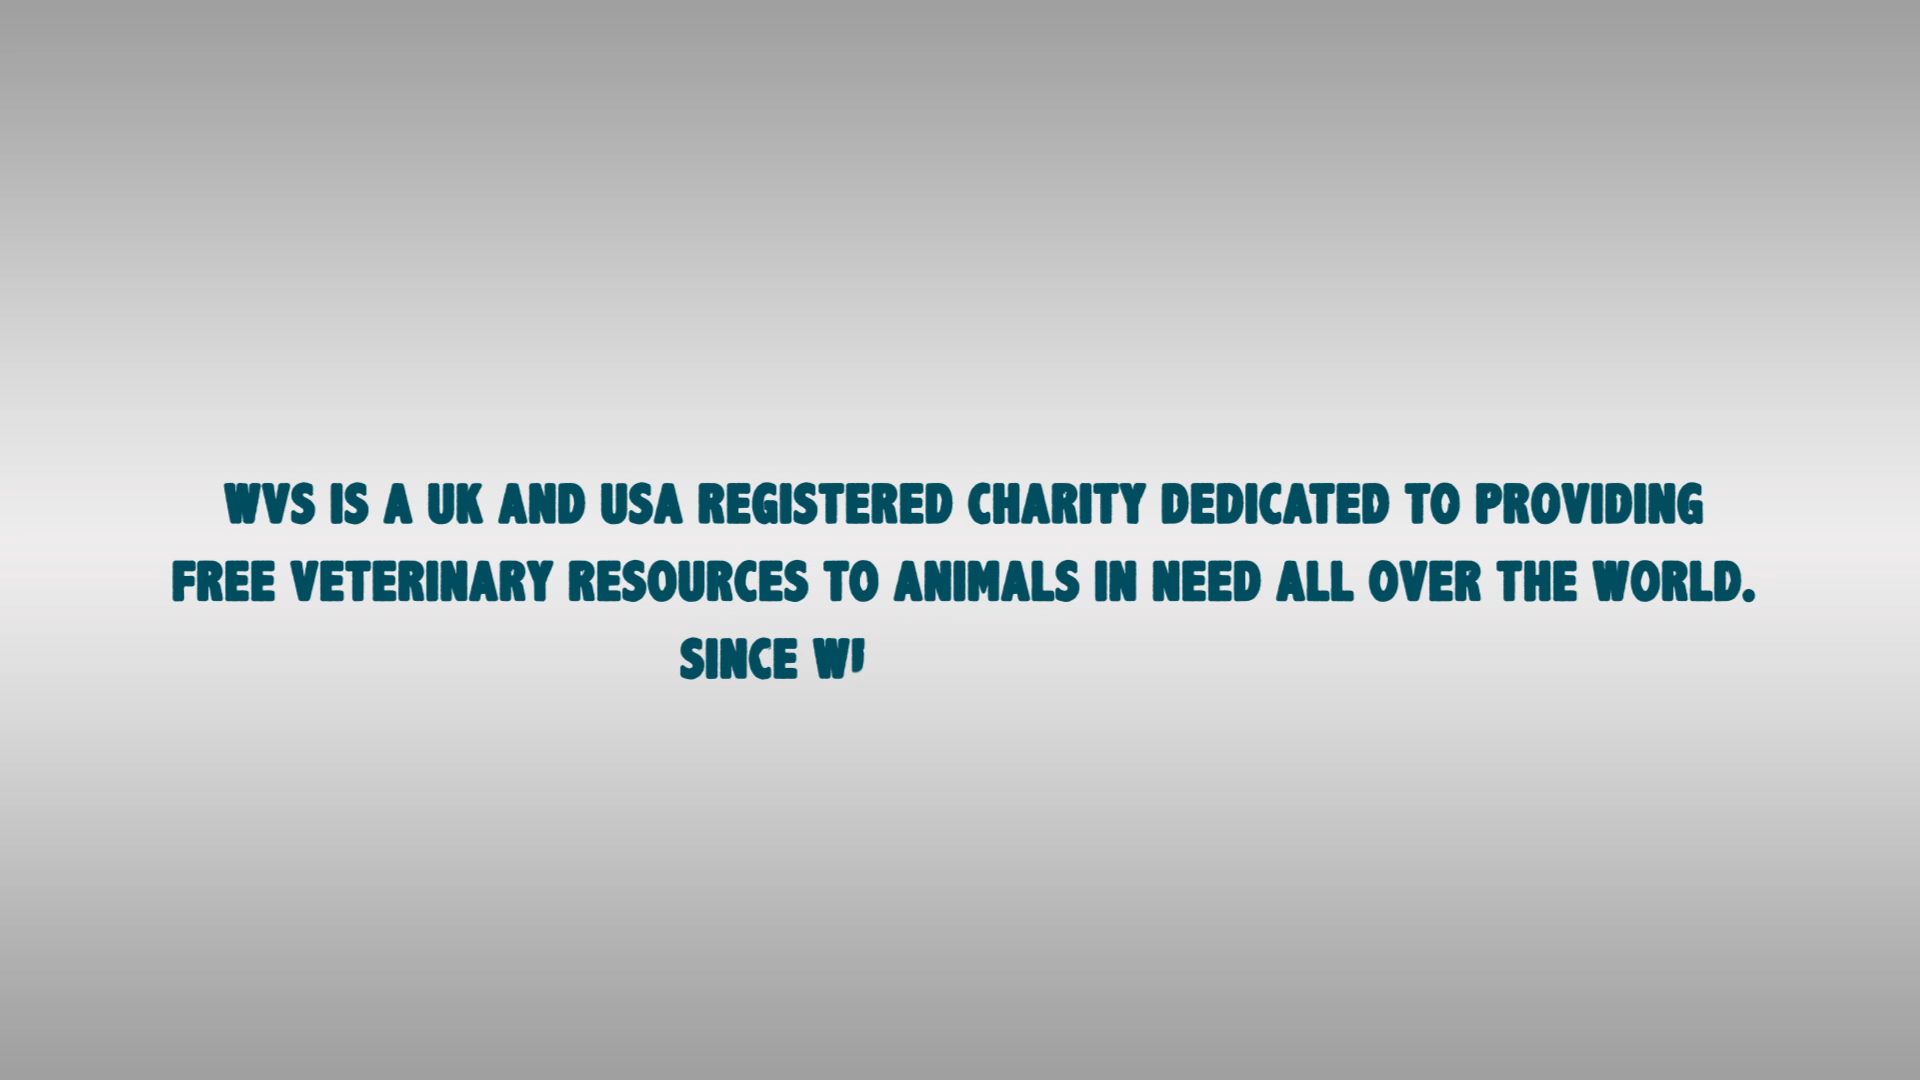 WVS IS A UK AND USA REGISTERED CHARITY DEDICATED TO PROVIDING
FREE VETERINARY RESOURCES TO ANIMALS IN NEED ALL OVER THE WORLD.
SINCE